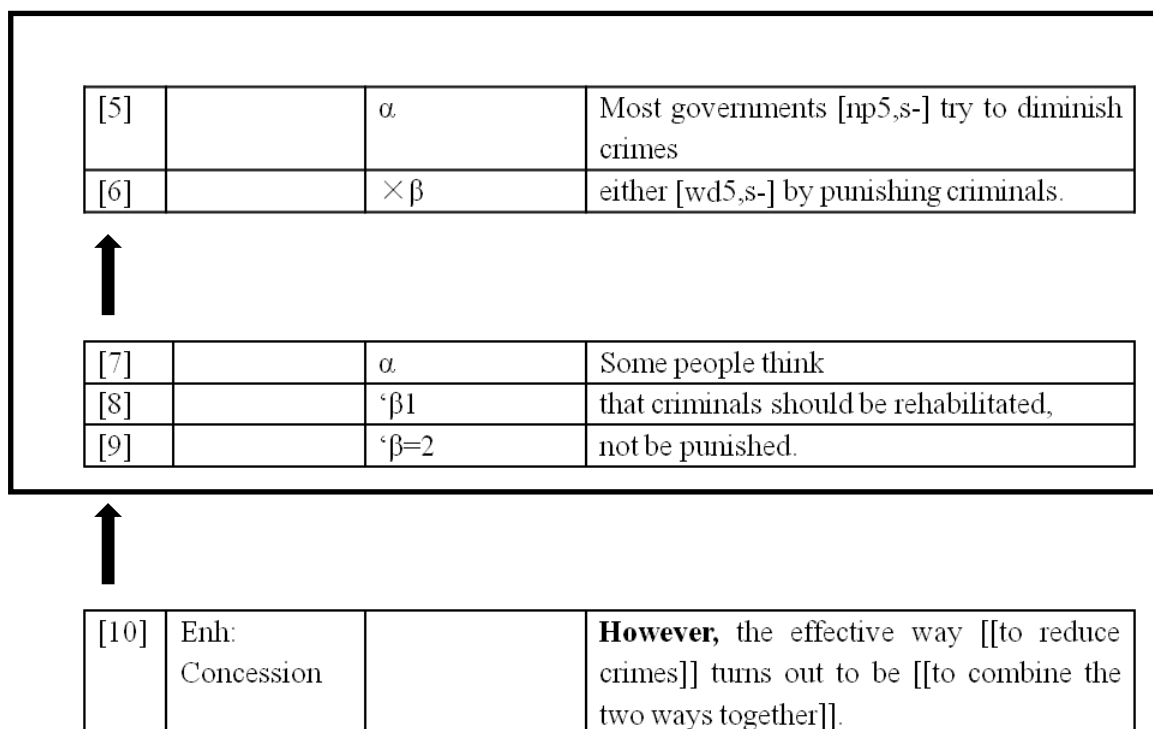 [5] α Most governments [np5,s-] try to diminish
crimes
[6] ×β either [wd5,s-] by punishing criminals.
[7] α Some people think
[8] ‘β1 that criminals should be rehabilitated,
[9] ‘β=2 not be punished.
[10] Enh: However, the effective way [[to reduce
Concession crimes]] turns out to be [[to combine the
two ways together]].